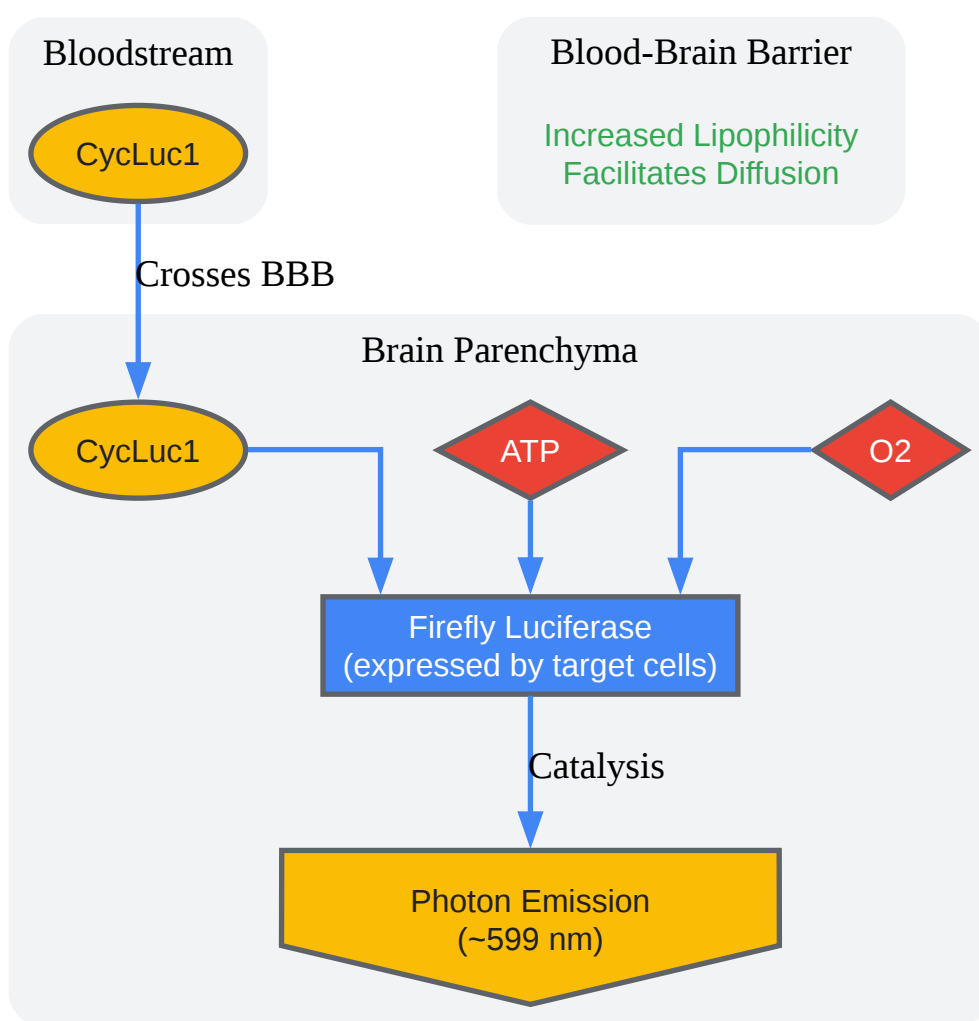 Bloodstream
CycLuc1
Blood-Brain Barrier
Increased Lipophilicity
Facilitates Diffusion
Crosses BBB
Brain Parenchyma
CycLuc1
ATP
O2
Firefly Luciferase
(expressed by target cells)
Catalysis
Photon Emission
(~599 nm)